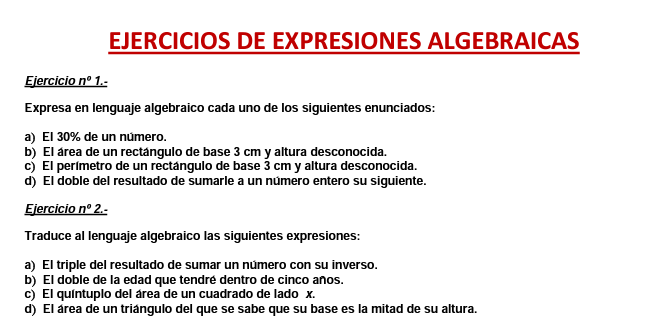 EJERCICIOS DE EXPRESIONES ALGEBRAICAS
Ejercicio nº 1.-
Expresa en lenguaje algebraico cada uno de los siguientes enunciados:
a) El 30% de un número.
b) El área de un rectángulo de base 3 cm y altura desconocida.
c) El perímetro de un rectángulo de base 3 cm y altura desconocida.
d) El doble del resultado de sumarle a un número entero su siguiente.
Ejercicio nº 2.-
Traduce al lenguaje algebraico las siguientes expresiones:
a) El triple del resultado de sumar un número con su inverso.
b) El doble de la edad que tendré dentro de cinco años.
c) El quíntuplo del área de un cuadrado de lado x.
d) El área de un triángulo del que se sabe que su base es la mitad de su altura.